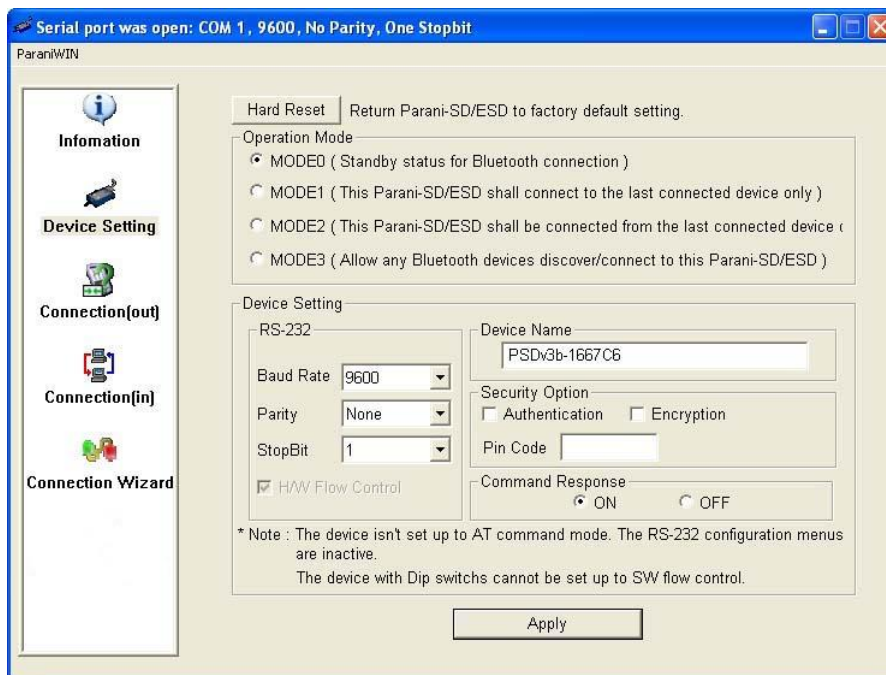 Serial port was open: COM 1, 9600, No Parity, One Stopbit
ParaniWIN
Infomation
Device Setting
Connection(out)
Connection(in)
Connection Wizard
Hard Reset Return Parani-SD/ESD to factory default setting.
Operation Mode
MODE0 ( Standby status for Bluetooth connection )
MODE1 ( This Parani-SD/ESD shall connect to the last connected device only )
MODE2 ( This Parani-SD/ESD shall be connected from the last connected device
MODE3 ( Allow any Bluetooth devices discover/connect to this Parani-SD/ESD )
Device Setting
RS-232
Baud Rate 9600
Parity None
StopBit 1
H/W Flow Control
Device Name
PSDv3b-1667C6
Security Option
Authentication Encryption
Pin Code
Command Response
ON OFF
* Note : The device isn't set up to AT command mode. The RS-232 configuration menus
are inactive.
The device with Dip switchs cannot be set up to SW flow control.
Apply